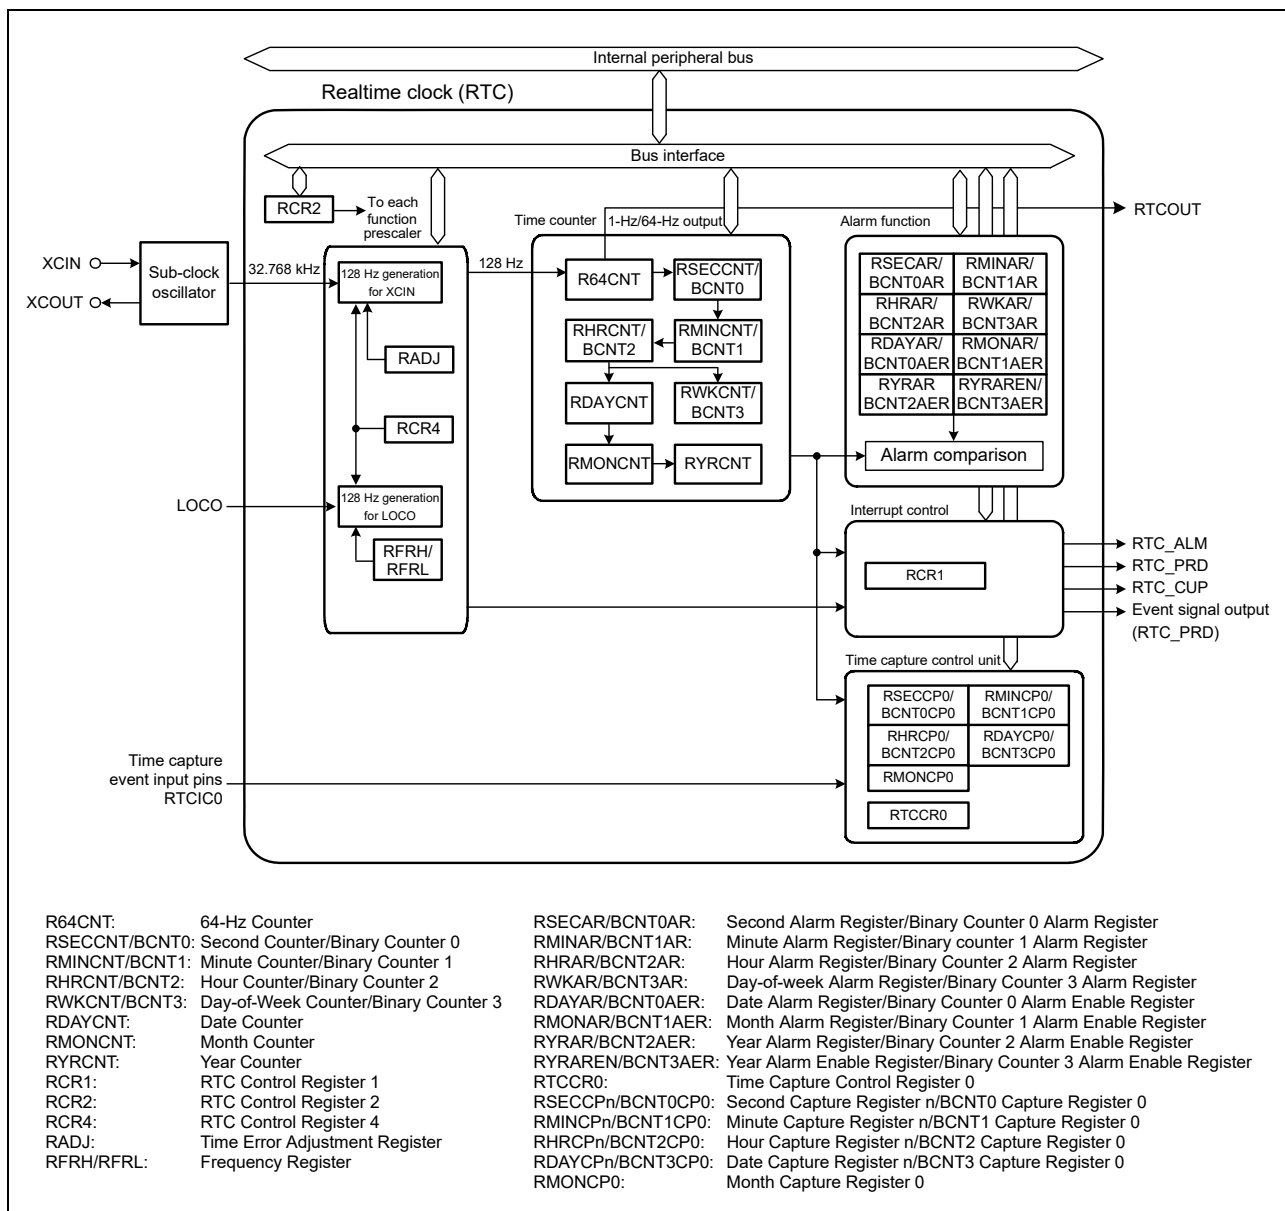 Internal peripheral bus
Realtime clock (RTC)
Bus interface
RCR2
To each
function
prescaler
Time counter
1-Hz/64-Hz output
Alarm function
RTCOUT
XCIN
XCOUT
Sub-clock
oscillator
32.768 kHz
128 Hz generation
for XCIN
128 Hz
RADJ
RCR4
LOCO
128 Hz generation
for LOCO
RFRH/
RFRL
R64CNT
RSECCNT/
BCNT0
RHRCNT/
BCNT2
RMINCNT/
BCNT1
RDAYCNT
RWKCNT/
BCNT3
RMONCNT
RYRCNT
RSECAR/
BCNT0AR
RMINAR/
BCNT1AR
RHRAR/
BCNT2AR
RWKAR/
BCNT3AR
RDAYAR/
BCNT0AER
RMONAR/
BCNT1AER
RYRAR
BCNT2AER
RYRAREN/
BCNT3AER
Alarm comparison
Interrupt control
RCR1
RTC_ALM
RTC_PRD
RTC_CUP
Event signal output
(RTC_PRD)
Time capture control unit
RSECCP0/
BCNT0CP0
RMINCP0/
BCNT1CP0
RHRCP0/
BCNT2CP0
RDAYCP0/
BCNT3CP0
RMONCP0
RTCCR0
Time capture
event input pins
RTCIC0
R64CNT: 64-Hz Counter
RSECCNT/BCNT0: Second Counter/Binary Counter 0
RMINCNT/BCNT1: Minute Counter/Binary Counter 1
RHRCNT/BCNT2: Hour Counter/Binary Counter 2
RWKCNT/BCNT3: Day-of-Week Counter/Binary Counter 3
RDAYCNT: Date Counter
RMONCNT: Month Counter
RYRCNT: Year Counter
RCR1: RTC Control Register 1
RCR2: RTC Control Register 2
RCR4: RTC Control Register 4
RADJ: Time Error Adjustment Register
RFRH/RFRL: Frequency Register
RSECAR/BCNT0AR: Second Alarm Register/Binary Counter 0 Alarm Register
RMINAR/BCNT1AR: Minute Alarm Register/Binary counter 1 Alarm Register
RHRAR/BCNT2AR: Hour Alarm Register/Binary Counter 2 Alarm Register
RWKAR/BCNT3AR: Day-of-week Alarm Register/Binary Counter 3 Alarm Register
RDAYAR/BCNT0AER: Date Alarm Register/Binary Counter 0 Alarm Enable Register
RMONAR/BCNT1AER: Month Alarm Register/Binary Counter 1 Alarm Enable Register
RYRAR/BCNT2AER: Year Alarm Register/Binary Counter 2 Alarm Enable Register
RYRAREN/BCNT3AER: Year Alarm Enable Register/Binary Counter 3 Alarm Enable Register
RTCCR0: Time Capture Control Register 0
RSECCPn/BCNT0CP0: Second Capture Register n/BCNT0 Capture Register 0
RMINCPn/BCNT1CP0: Minute Capture Register n/BCNT1 Capture Register 0
RHRCPn/BCNT2CP0: Hour Capture Register n/BCNT2 Capture Register 0
RDAYCPn/BCNT3CP0: Date Capture Register n/BCNT3 Capture Register 0
RMONCP0: Month Capture Register 0